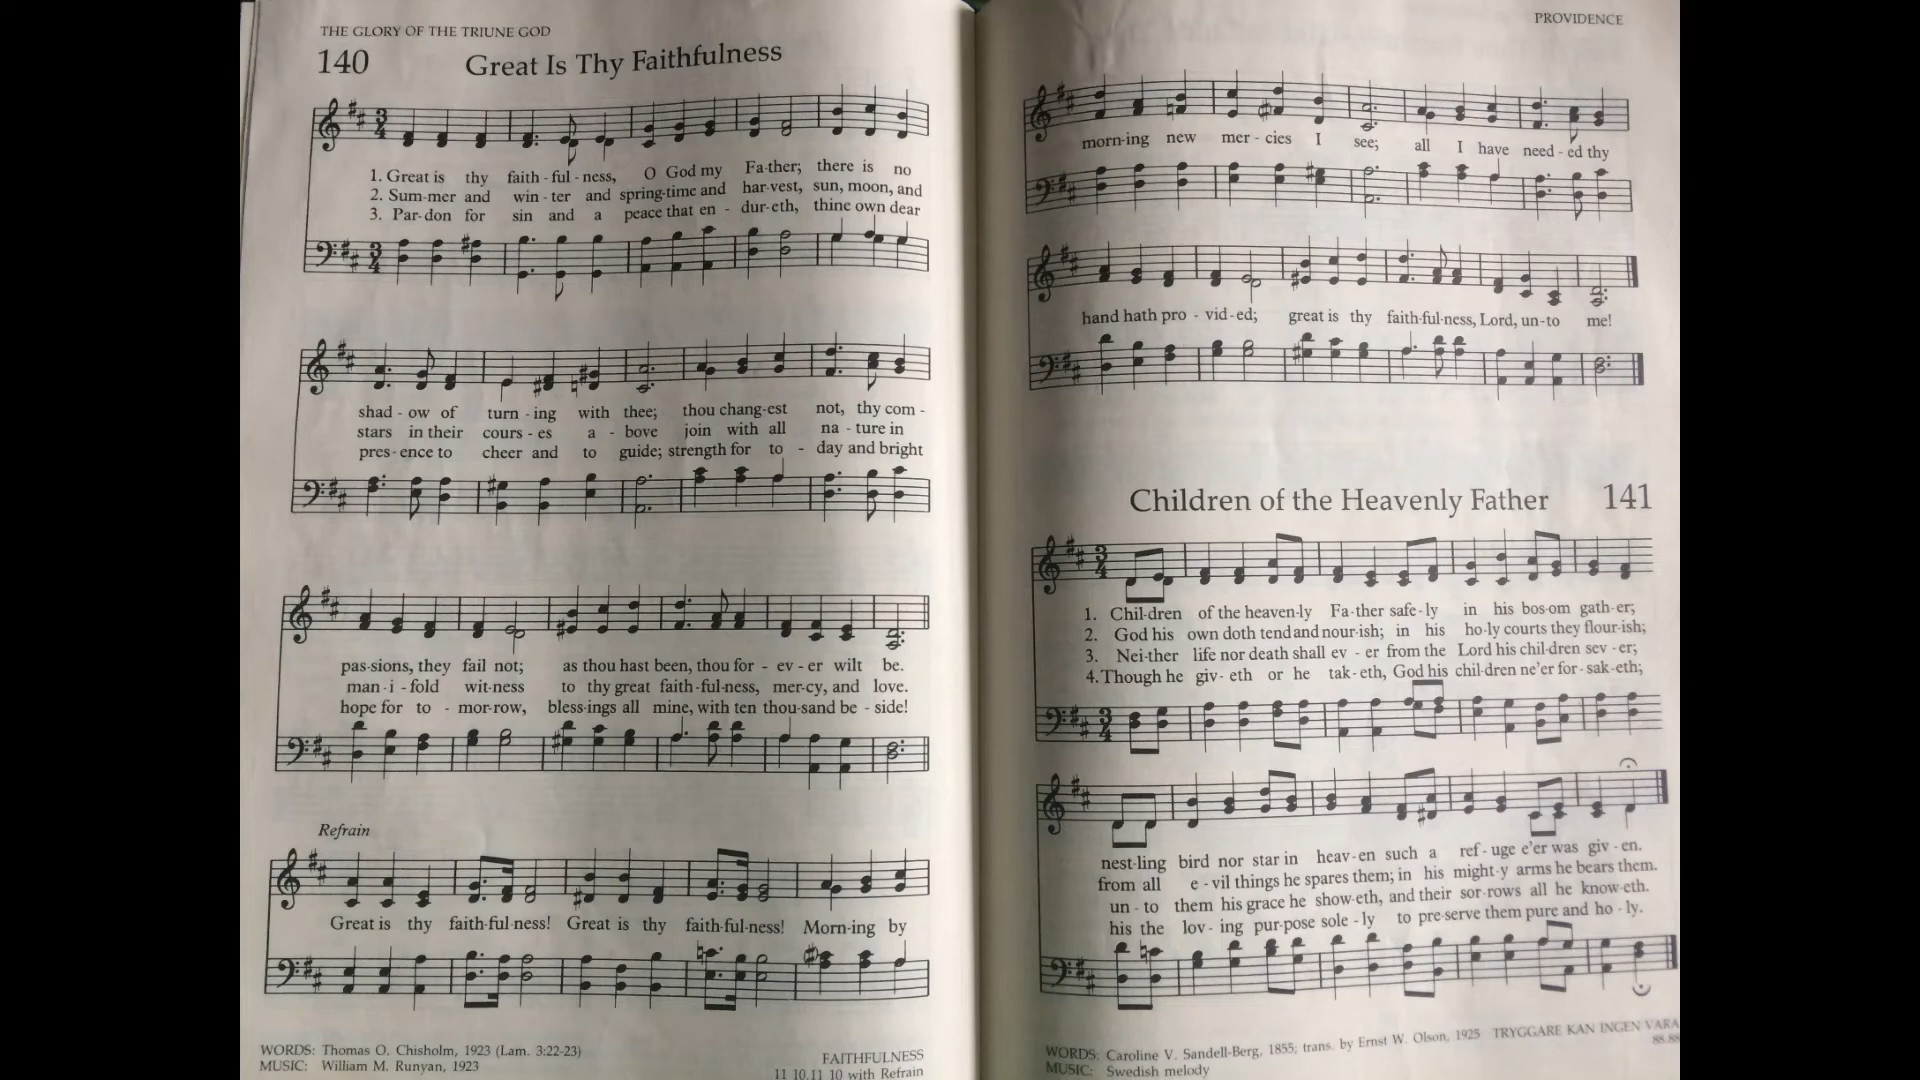 THE GLORY OF THE TRIUNE GOD
140 Great Is Thy Faithfulness
1. Great is thy faith - ful - ness, O God my Fa-ther; there is no
2. Sum-mer and win - ter and spring-time and har-vest, sun, moon, and
3. Par-don for sin and a peace that en - dur-eth, thine own dear
shad - ow of turn - ing with thee; thou chang-est not, thy com -
stars in their cours - es a - bove join with all na - ture in
pres-ence to cheer and to guide; strength for to - day and bright
pas-sions, they fail not; as thou hast been, thou for - ev - er wilt be.
man - i - fold wit-ness to thy great faith-ful-ness, mer-cy, and love.
hope for to - mor-row, bless-ings all mine, with ten thou-sand be - side!
Refrain
Great is thy faith-ful-ness! Great is thy faith-ful-ness! Morn-ing by
WORDS: Thomas O. Chisholm, 1923 (Lam. 3:22-23)
MUSIC: William M. Runyan, 1923
FAITHFULNESS
11 10.11 10 with Refrain
PROVIDENCE
morn-ing new mer - cies I see; all I have need - ed thy
hand hath pro - vid-ed; great is thy faith-ful-ness, Lord, un-to me!
Children of the Heavenly Father 141
1. Chil-dren of the heaven-ly Fa-ther safe-ly in his bos-om gath-er;
2. God his own doth tend and nour-ish; in his ho-ly courts they flour-ish;
3. Nei-ther life nor death shall ev - er from the Lord his chil-dren sev-er;
4. Though he giv - eth or he tak-eth, God his chil-dren ne'er for-sak-eth;
nest-ling bird nor star in heav-en such a ref-uge e'er was giv-en.
from all e - vil things he spares them; in his might-y arms he bears them.
un - to them his grace he show-eth, and their sor-rows all he know-eth.
his the lov - ing pur-pose sole - ly to pre-serve them pure and ho - ly.
WORDS: Caroline V. Sandell-Berg, 1855; trans. by Ernst W. Olson, 1925
MUSIC: Swedish melody
TRYGGARE KAN INGEN VARA
88.88